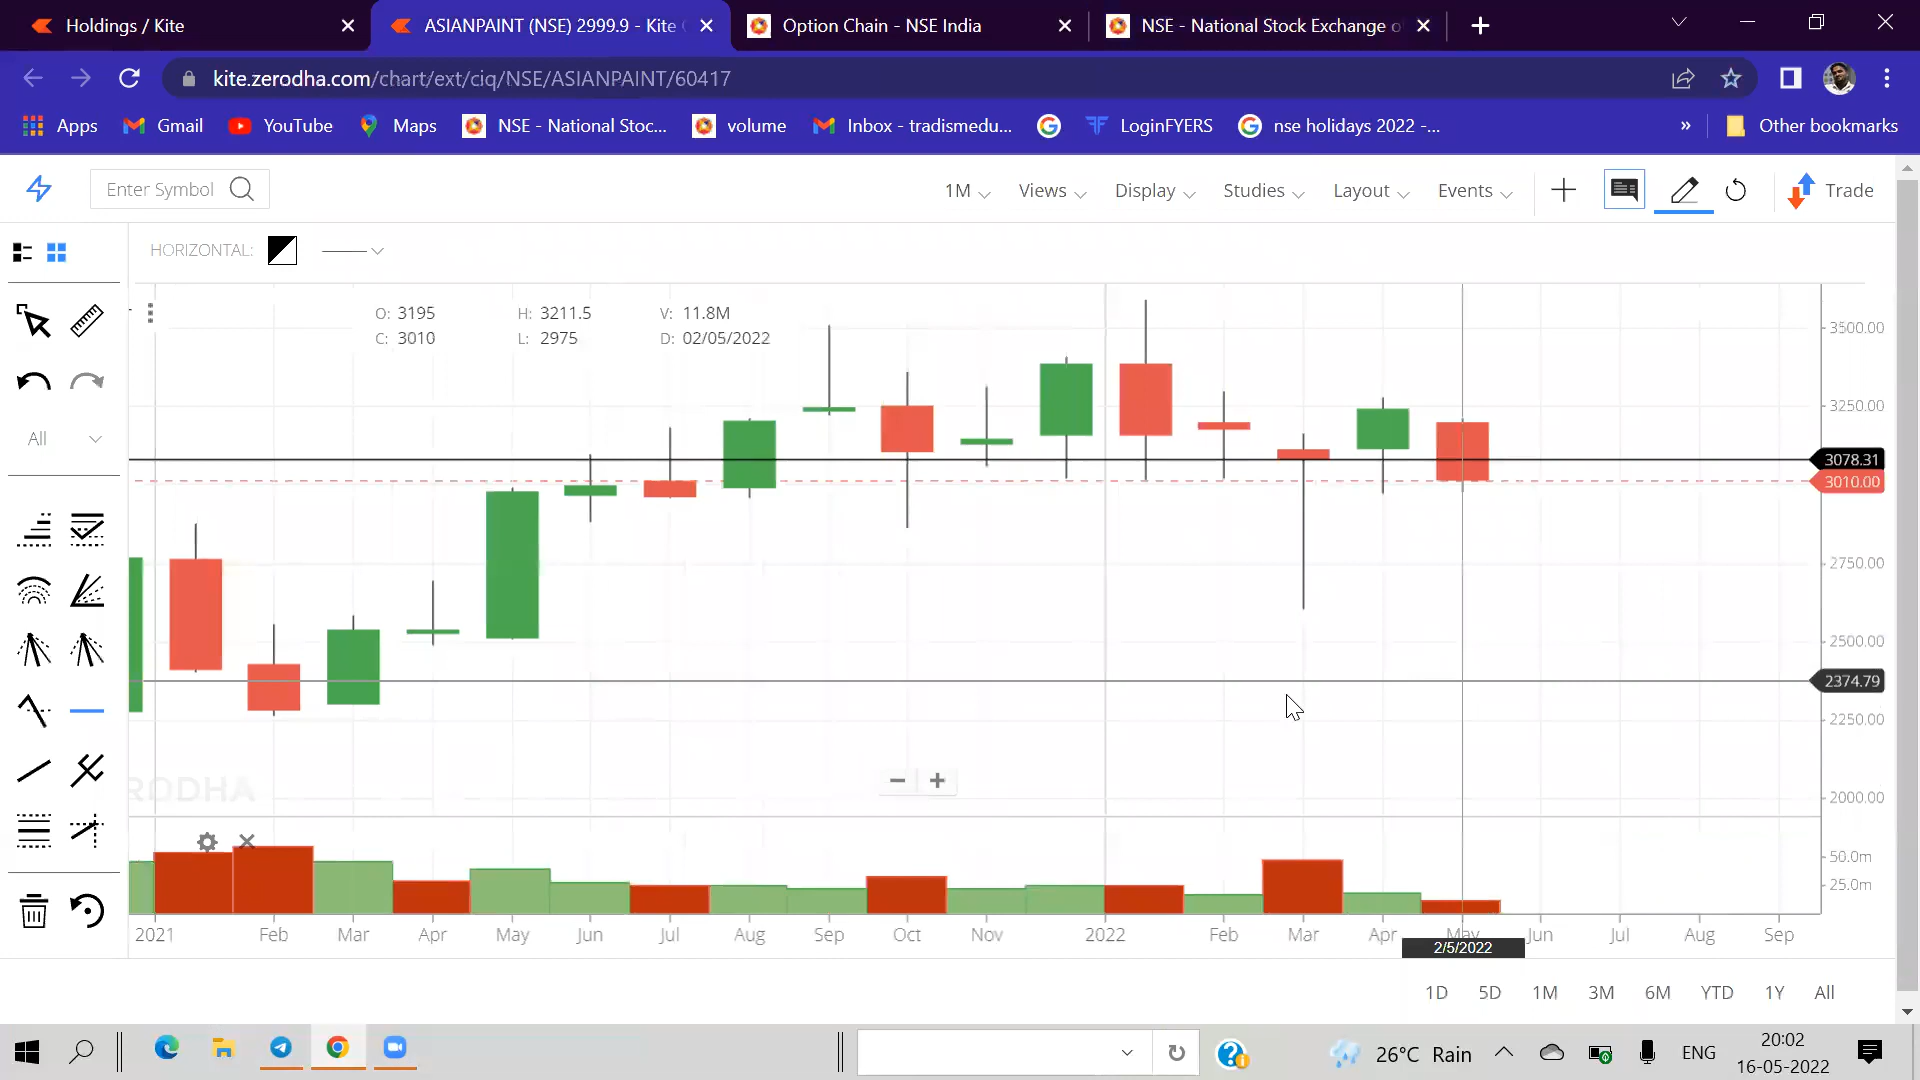 Holdings / Kite
ASIANPAINT (NSE) 2999.9 - Kite
Option Chain - NSE India
NSE - National Stock Exchange o
kite.zerodha.com/chart/ext/ciq/NSE/ASIANPAINT/60417
Apps
Gmail
YouTube
Maps
NSE - National Stoc...
volume
Inbox - tradismedu...
LoginFYERS
nse holidays 2022 -...
»
Other bookmarks
Enter Symbol
1M
Views
Display
Studies
Layout
Events
Trade
HORIZONTAL:
O: 3195
H: 3211.5
V: 11.8M
C: 3010
L: 2975
D: 02/05/2022
All
3500.00
3250.00
3078.31
3010.00
2750.00
2500.00
2374.79
2250.00
2000.00
RODHA
50.0m
25.0m
2021
Feb
Mar
Apr
May
Jun
Jul
Aug
Sep
Oct
Nov
2022
Feb
Mar
Apr
May
Jun
Jul
Aug
Sep
2/5/2022
1D
5D
1M
3M
6M
YTD
1Y
All
26°C Rain
ENG
20:02
16-05-2022